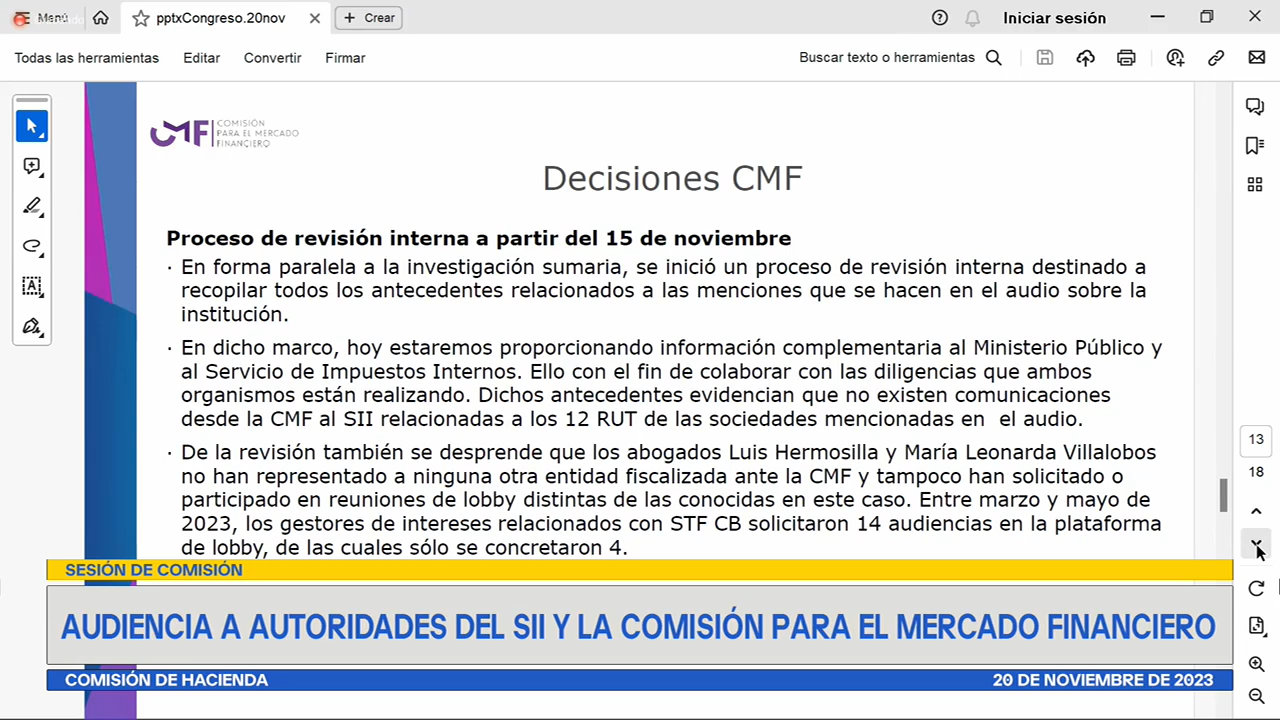 Menú
pptxCongreso.20nov
Crear
Iniciar sesión
Todas las herramientas
Editar
Convertir
Firmar
Buscar texto o herramientas
CMF
COMISIÓN
PARA EL MERCADO
FINANCIERO
Decisiones CMF
Proceso de revisión interna a partir del 15 de noviembre
· En forma paralela a la investigación sumaria, se inició un proceso de revisión interna destinado a
recopilar todos los antecedentes relacionados a las menciones que se hacen en el audio sobre la
institución.
· En dicho marco, hoy estaremos proporcionando información complementaria al Ministerio Público y
al Servicio de Impuestos Internos. Ello con el fin de colaborar con las diligencias que ambos
organismos están realizando. Dichos antecedentes evidencian que no existen comunicaciones
desde la CMF al SII relacionadas a los 12 RUT de las sociedades mencionadas en el audio.
· De la revisión también se desprende que los abogados Luis Hermosilla y María Leonarda Villalobos
no han representado a ninguna otra entidad fiscalizada ante la CMF y tampoco han solicitado o
participado en reuniones de lobby distintas de las conocidas en este caso. Entre marzo y mayo de
2023, los gestores de intereses relacionados con STF CB solicitaron 14 audiencias en la plataforma
de lobby, de las cuales sólo se concretaron 4.
13
18
SESIÓN DE COMISIÓN
AUDIENCIA A AUTORIDADES DEL SII Y LA COMISIÓN PARA EL MERCADO FINANCIERO
COMISIÓN DE HACIENDA
20 DE NOVIEMBRE DE 2023